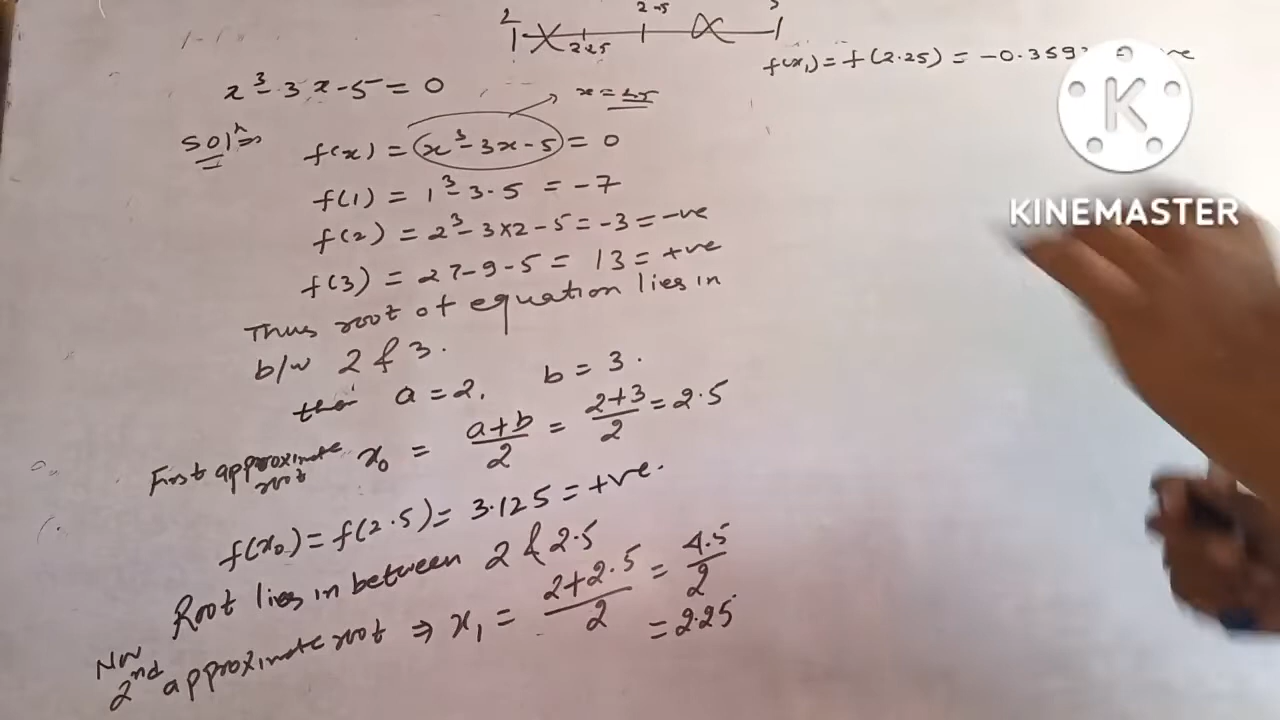 2 2.25 2.5 3
f(x₁) = f(2.25) = -0.359
x³-3x-5=0
Solⁿ⇒
x = 2.5
f(x) = x³-3x-5 = 0
f(1) = 1³-3-5 = -7
f(2) = 2³-3×2-5 = -3 = -ve
f(3) = 27-9-5 = 13 = +ve
Thus root of equation lies in
b/w 2 & 3.
a = 2, b = 3.
First approximate root x₀ = a+b/2 = 2+3/2 = 2.5
f(x₀) = f(2.5) = 3.125 = +ve.
Root lies in between 2 & 2.5
Now
2nd approximate root ⇒ x₁ = 2+2.5/2 = 4.5/2
= 2.25
K
KINEMASTER